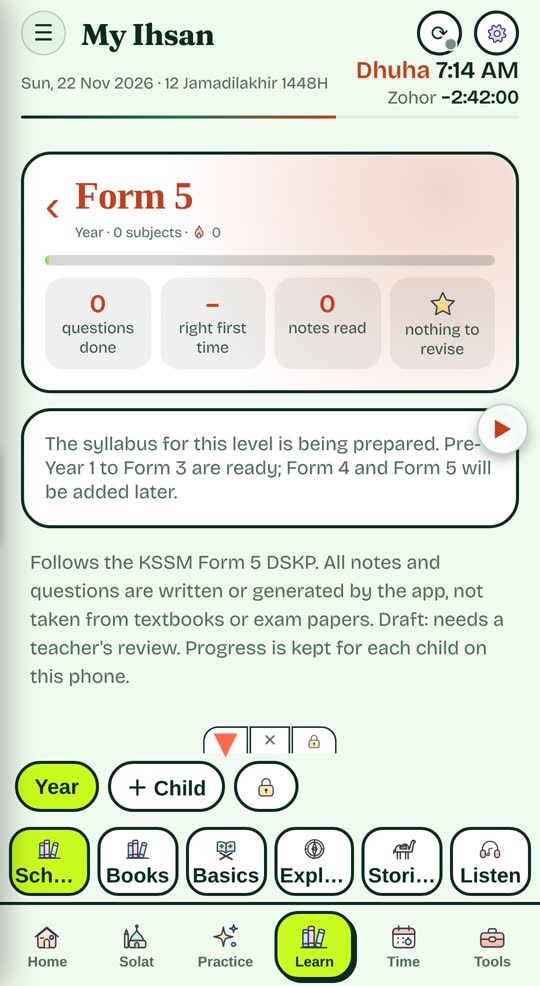 My Ihsan
Sun, 22 Nov 2026 · 12 Jamadilakhir 1448H
Dhuha 7:14 AM
Zohor −2:42:00
Form 5
Year · 0 subjects · 0
0
questions
done
–
right first
time
0
notes read
nothing to
revise
The syllabus for this level is being prepared. Pre-
Year 1 to Form 3 are ready; Form 4 and Form 5 will
be added later.
Follows the KSSM Form 5 DSKP. All notes and
questions are written or generated by the app, not
taken from textbooks or exam papers. Draft: needs a
teacher's review. Progress is kept for each child on
this phone.
Year
+ Child
Sch...
Books
Basics
Expl...
Stori...
Listen
Home
Solat
Practice
Learn
Time
Tools